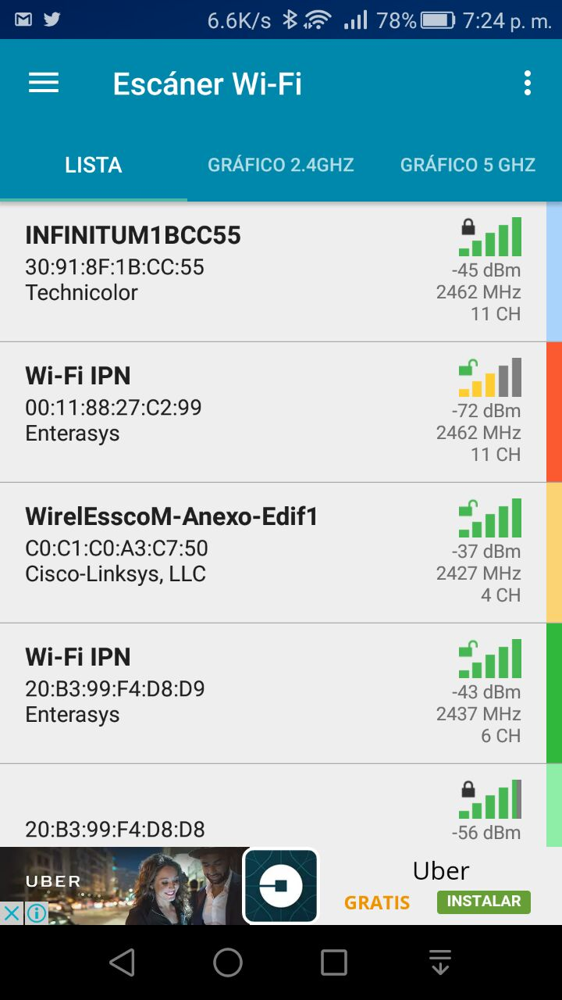 6.6K/s 78% 7:24 p. m.
Escáner Wi-Fi
LISTA GRÁFICO 2.4GHZ GRÁFICO 5 GHZ
INFINITUM1BCC55
30:91:8F:1B:CC:55
Technicolor
-45 dBm
2462 MHz
11 CH
Wi-Fi IPN
00:11:88:27:C2:99
Enterasys
-72 dBm
2462 MHz
11 CH
WirelEsscoM-Anexo-Edif1
C0:C1:C0:A3:C7:50
Cisco-Linksys, LLC
-37 dBm
2427 MHz
4 CH
Wi-Fi IPN
20:B3:99:F4:D8:D9
Enterasys
-43 dBm
2437 MHz
6 CH
20:B3:99:F4:D8:D8
-56 dBm
UBER
Uber
GRATIS INSTALAR